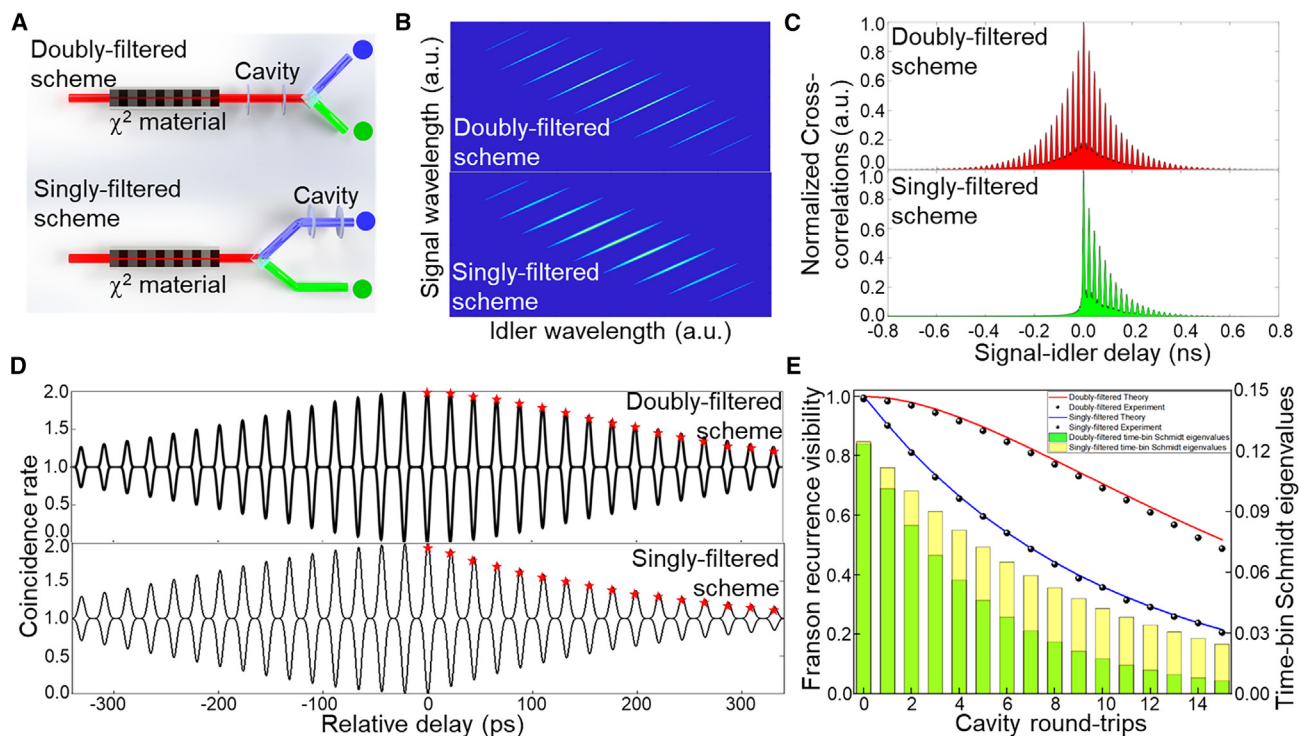 A
Doubly-filtered
scheme
Cavity
χ² material
Singly-filtered
scheme
Cavity
χ² material
B
Signal wavelength (a.u.)
Doubly-filtered
scheme
Singly-filtered
scheme
Idler wavelength (a.u.)
C
Normalized Cross-
correlations (a.u.)
1.0
0.8
0.6
0.4
0.2
0.0
Doubly-filtered
scheme
1.0
0.8
0.6
0.4
0.2
0.0
Singly-filtered
scheme
-0.8 -0.6 -0.4 -0.2 0.0 0.2 0.4 0.6 0.8
Signal-idler delay (ns)
D
Coincidence rate
2.0
1.5
1.0
0.5
0.0
Doubly-filtered
scheme
2.0
1.5
1.0
0.5
0.0
Singly-filtered
scheme
-300 -200 -100 0 100 200 300
Relative delay (ps)
E
Franson recurrence visibility
1.0
0.8
0.6
0.4
0.2
0.0
Doubly-filtered Theory
Doubly-filtered Experiment
Singly-filtered Theory
Singly-filtered Experiment
Doubly-filtered time-bin Schmidt eigenvalues
Singly-filtered time-bin Schmidt eigenvalues
0.15
0.12
0.09
0.06
0.03
0.00
Time-bin Schmidt eigenvalues
0 2 4 6 8 10 12 14
Cavity round-trips